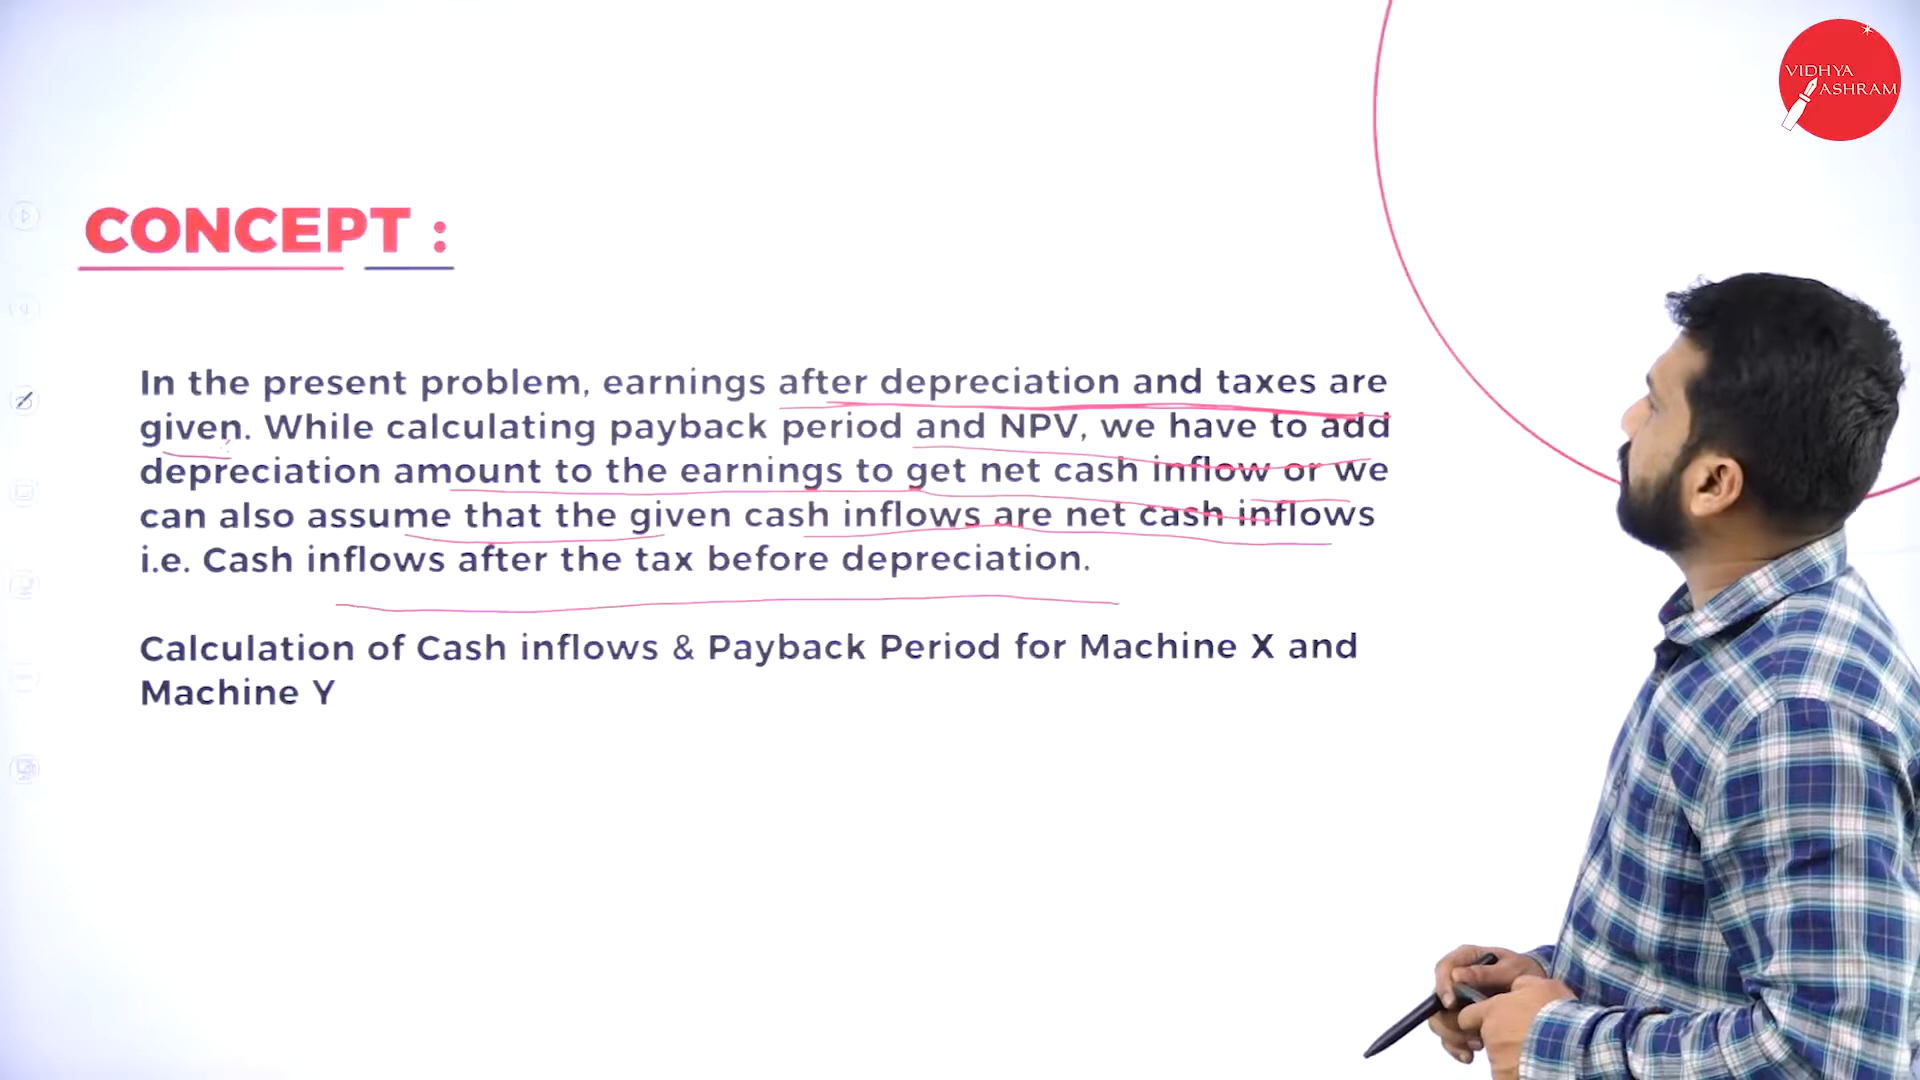 VIDHYA
ASHRAM
CONCEPT :
In the present problem, earnings after depreciation and taxes are
given. While calculating payback period and NPV, we have to add
depreciation amount to the earnings to get net cash inflow or we
can also assume that the given cash inflows are net cash inflows
i.e. Cash inflows after the tax before depreciation.
Calculation of Cash inflows & Payback Period for Machine X and
Machine Y